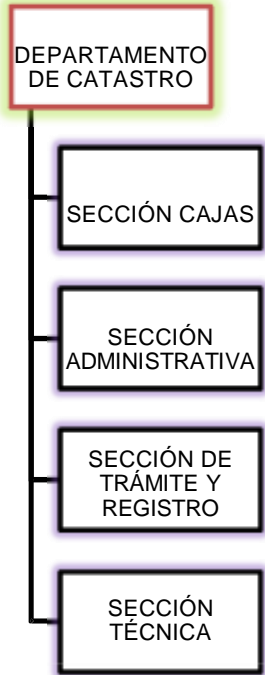 DEPARTAMENTO
DE CATASTRO
SECCIÓN CAJAS
SECCIÓN
ADMINISTRATIVA
SECCIÓN DE
TRÁMITE Y
REGISTRO
SECCIÓN
TÉCNICA